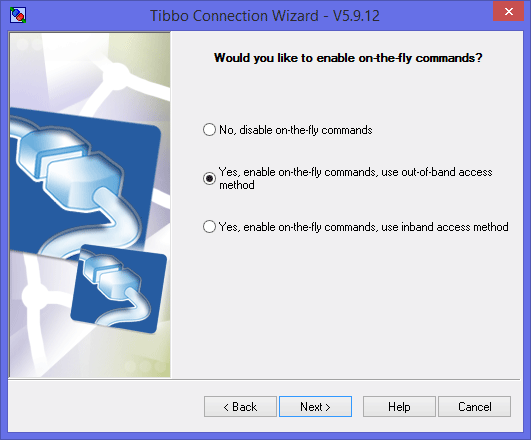 Tibbo Connection Wizard - V5.9.12
Would you like to enable on-the-fly commands?
No, disable on-the-fly commands
Yes, enable on-the-fly commands, use out-of-band access
method
Yes, enable on-the-fly commands, use inband access method
< Back
Next >
Help
Cancel